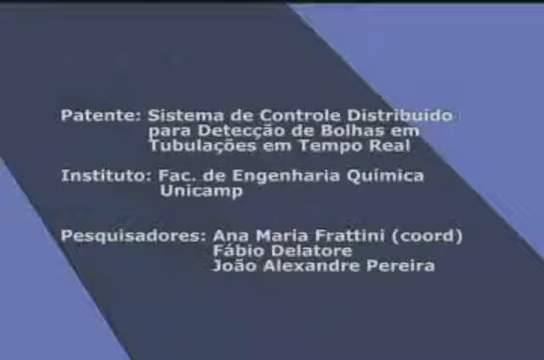 Patente: Sistema de Controle Distribuído
para Detecção de Bolhas em
Tubulações em Tempo Real
Instituto: Fac. de Engenharia Química
Unicamp
Pesquisadores: Ana Maria Frattini (coord)
Fábio Delatore
João Alexandre Pereira